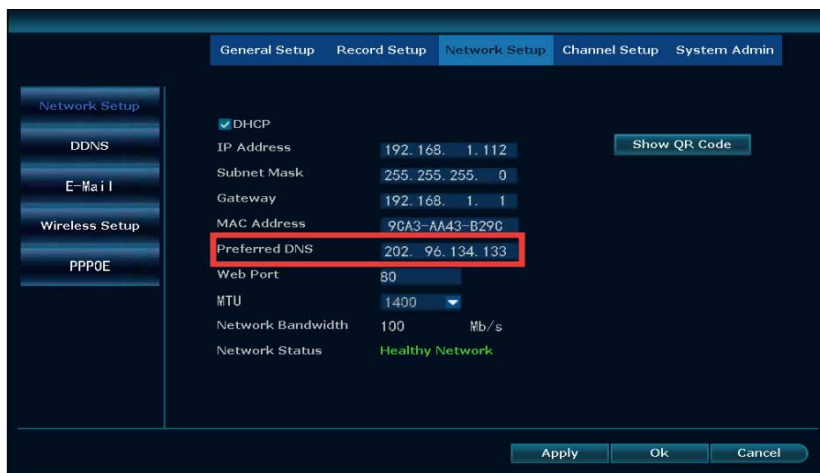 General Setup Record Setup Network Setup Channel Setup System Admin
Network Setup
DDNS
E-Mail
Wireless Setup
PPPOE
DHCP
IP Address 192.168. 1.112 Show QR Code
Subnet Mask 255.255.255. 0
Gateway 192.168. 1. 1
MAC Address 9CA3-AA43-B29C
Preferred DNS 202. 96.134.133
Web Port 80
MTU 1400
Network Bandwidth 100 Mb/s
Network Status Healthy Network
Apply Ok Cancel